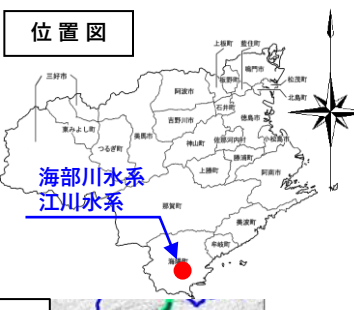 位置図
上板町
藍住町
鳴門市
三好市
板野町
松茂町
阿波市
北島町
石井町
徳島市
吉野川市
東みよし町
美馬市
つるぎ町
神山町
佐那河内村
小松島市
勝浦町
上勝町
阿南市
海部川水系
江川水系
那賀町
美波町
牟岐町
海陽町